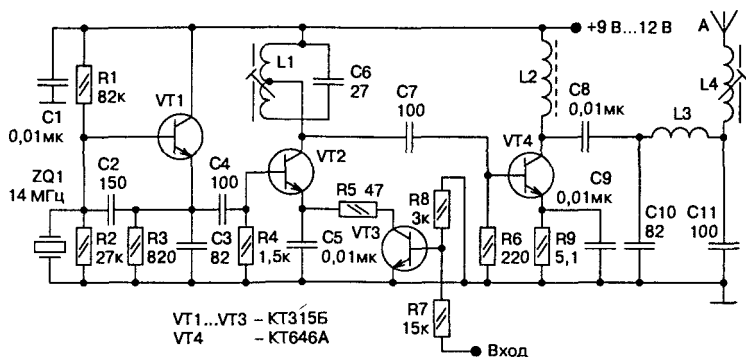 +9 В...12 В
А
R1
82к
C1
0,01мк
VT1
L1
C6
27
C7
100
L2
C8
0,01мк
L3
L4
ZQ1
14 МГц
C2
150
C4
100
VT2
R5 47
R8
3к
VT3
VT4
C9
0,01мк
R2
27к
R3
820
C3
82
R4
1,5к
C5
0,01мк
R6
220
R9
5,1
C10
82
C11
100
R7
15к
Вход
VT1...VT3 – КТ315Б
VT4 – КТ646А